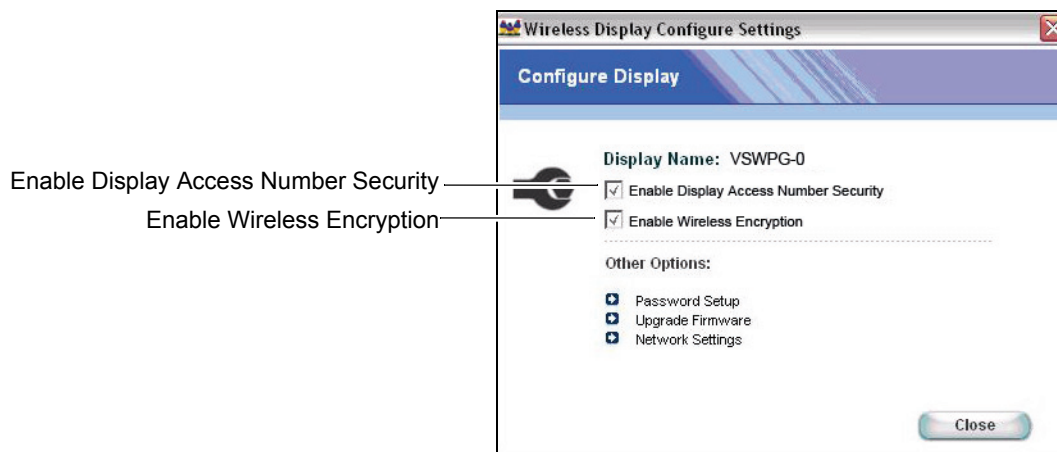 Wireless Display Configure Settings
Configure Display
Display Name: VSWPG-0
Enable Display Access Number Security
Enable Display Access Number Security
Enable Wireless Encryption
Enable Wireless Encryption
Other Options:
Password Setup
Upgrade Firmware
Network Settings
Close